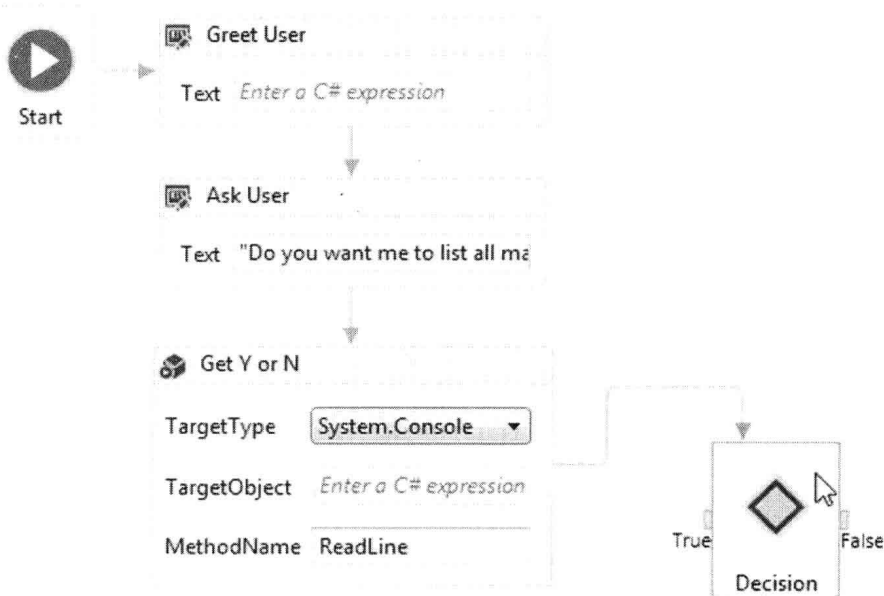 Greet User
Start
Text Enter a C# expression
Ask User
Text "Do you want me to list all ma
Get Y or N
TargetType System.Console
TargetObject Enter a C# expression
MethodName ReadLine
True
False
Decision